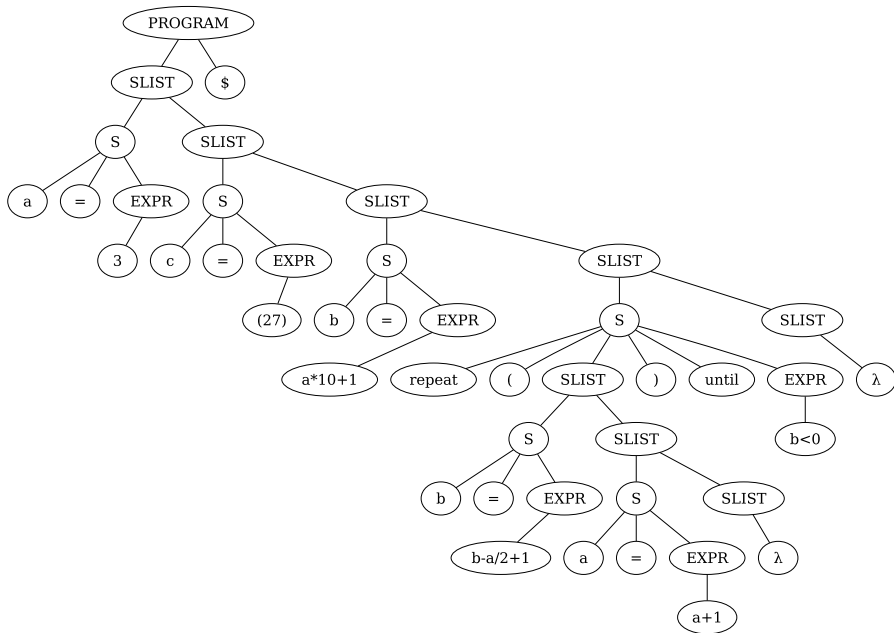 PROGRAM
SLIST $
S SLIST
a = EXPR S SLIST
3 c = EXPR S SLIST
(27) b = EXPR S SLIST
a*10+1 repeat ( SLIST ) until EXPR λ
S SLIST b<0
b = EXPR S SLIST
b-a/2+1 a = EXPR λ
a+1